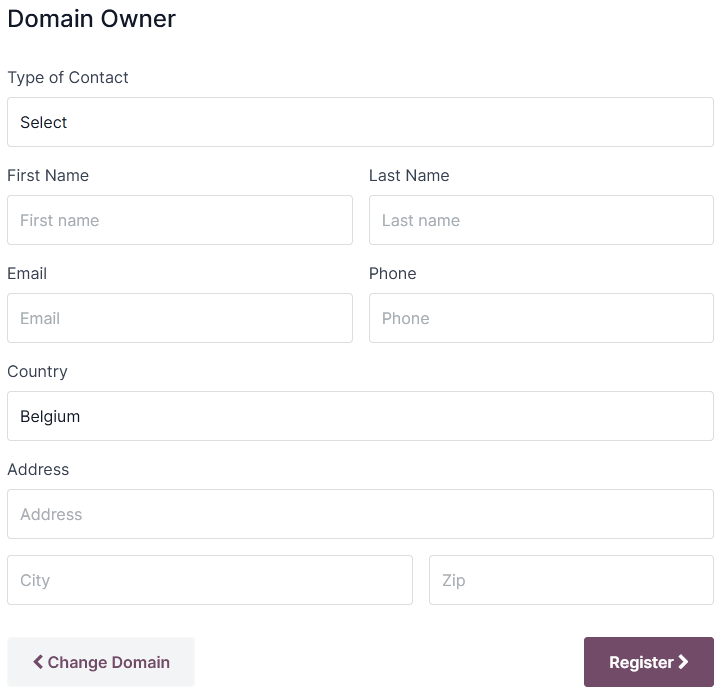 Domain Owner
Type of Contact
Select
First Name Last Name
First name Last name
Email Phone
Email Phone
Country
Belgium
Address
Address
City Zip
Change Domain Register